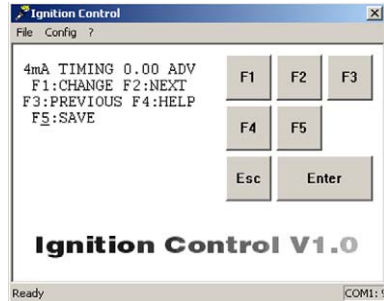 Ignition Control
File Config ?
4mA TIMING 0.00 ADV
F1:CHANGE F2:NEXT
F3:PREVIOUS F4:HELP
F5:SAVE
F1 F2 F3
F4 F5
Esc Enter
Ignition Control V1.0
Ready COM1: